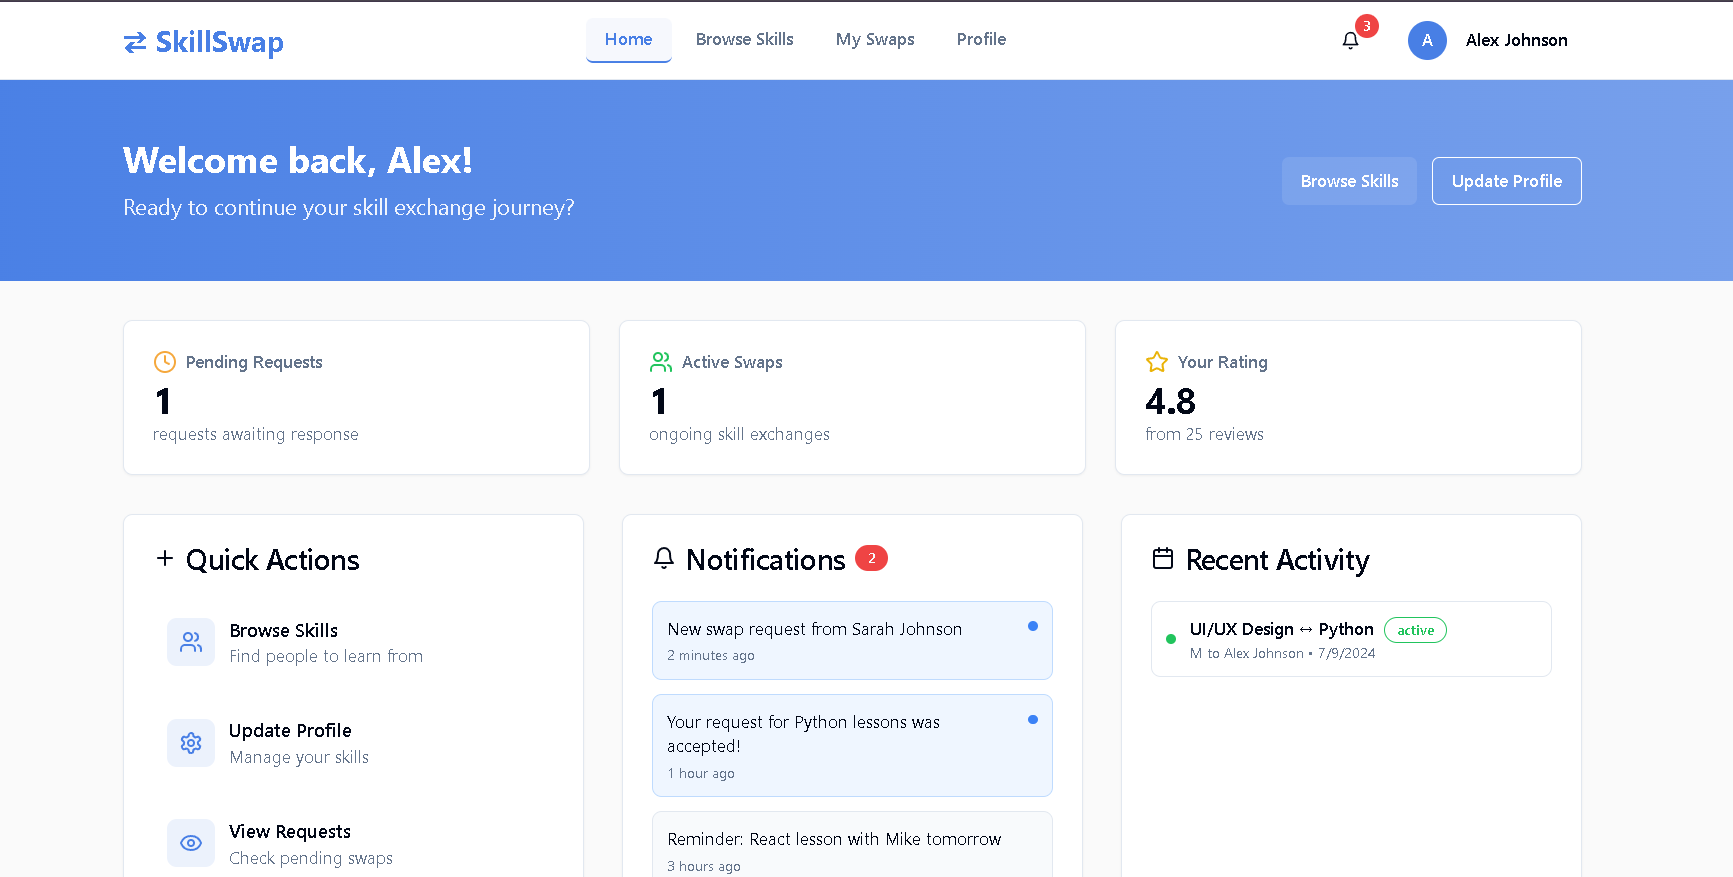 SkillSwap
Home
Browse Skills
My Swaps
Profile
3
A
Alex Johnson
Welcome back, Alex!
Ready to continue your skill exchange journey?
Browse Skills
Update Profile
Pending Requests
1
requests awaiting response
Active Swaps
1
ongoing skill exchanges
Your Rating
4.8
from 25 reviews
Quick Actions
Browse Skills
Find people to learn from
Update Profile
Manage your skills
View Requests
Check pending swaps
Notifications 2
New swap request from Sarah Johnson
2 minutes ago
Your request for Python lessons was
accepted!
1 hour ago
Reminder: React lesson with Mike tomorrow
3 hours ago
Recent Activity
UI/UX Design ↔ Python active
M to Alex Johnson • 7/9/2024